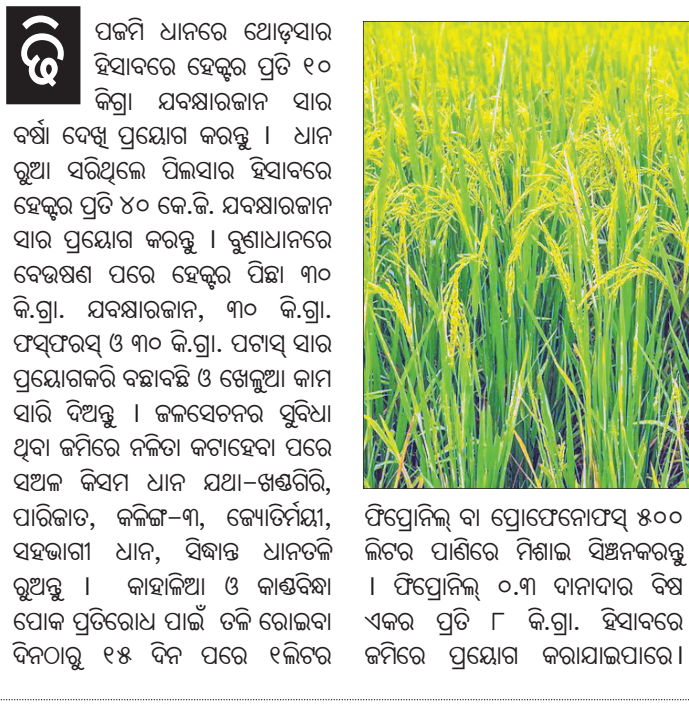 ଢି
ପଜମି ଧାନରେ ଥୋଡ଼ସାର
ହିସାବରେ ହେକ୍ଟର ପ୍ରତି ୧୦
କିଗ୍ରା ଯବକ୍ଷାରଜାନ ସାର
ବର୍ଷା ଦେଖି ପ୍ରୟୋଗ କରନ୍ତୁ । ଧାନ
ରୁଆ ସରିଥିଲେ ପିଲସାର ହିସାବରେ
ହେକ୍ଟର ପ୍ରତି ୪୦ କେ.ଜି. ଯବକ୍ଷାରଜାନ
ସାର ପ୍ରୟୋଗ କରନ୍ତୁ । ବୁଣାଧାନରେ
ବେଉଷଣ ପରେ ହେକ୍ଟର ପିଛା ୩୦
କି.ଗ୍ରା. ଯବକ୍ଷାରଜାନ, ୩୦ କି.ଗ୍ରା.
ଫସ୍‌ଫରସ୍ ଓ ୩୦ କି.ଗ୍ରା. ପଟାସ୍ ସାର
ପ୍ରୟୋଗକରି ବଛାବଛି ଓ ଖେଳୁଆ କାମ
ସାରି ଦିଅନ୍ତୁ । ଜଳସେଚନର ସୁବିଧା
ଥିବା ଜମିରେ ନଳିତା କଟାହେବା ପରେ
ସଅଳ କିସମ ଧାନ ଯଥା–ଖଣ୍ଡଗିରି,
ପାରିଜାତ, କଳିଙ୍ଗ–୩, ଜ୍ୟୋତିର୍ମୟୀ,
ସହଭାଗୀ ଧାନ, ସିଦ୍ଧାନ୍ତ ଧାନତଳି
ରୁଅନ୍ତୁ । କାହାଳିଆ ଓ କାଣ୍ଡବିନ୍ଧା
ପୋକ ପ୍ରତିରୋଧ ପାଇଁ ତଳି ରୋଇବା
ଦିନଠାରୁ ୧୫ ଦିନ ପରେ ୧ଲିଟର
ଫିପ୍ରୋନିଲ୍ ବା ପ୍ରୋଫେନୋଫସ୍ ୫୦୦
ଲିଟର ପାଣିରେ ମିଶାଇ ସିଞ୍ଚନକରନ୍ତୁ
। ଫିପ୍ରୋନିଲ୍ ୦.୩ ଦାନାଦାର ବିଷ
ଏକର ପ୍ରତି ୮ କି.ଗ୍ରା. ହିସାବରେ
ଜମିରେ ପ୍ରୟୋଗ କରାଯାଇପାରେ।